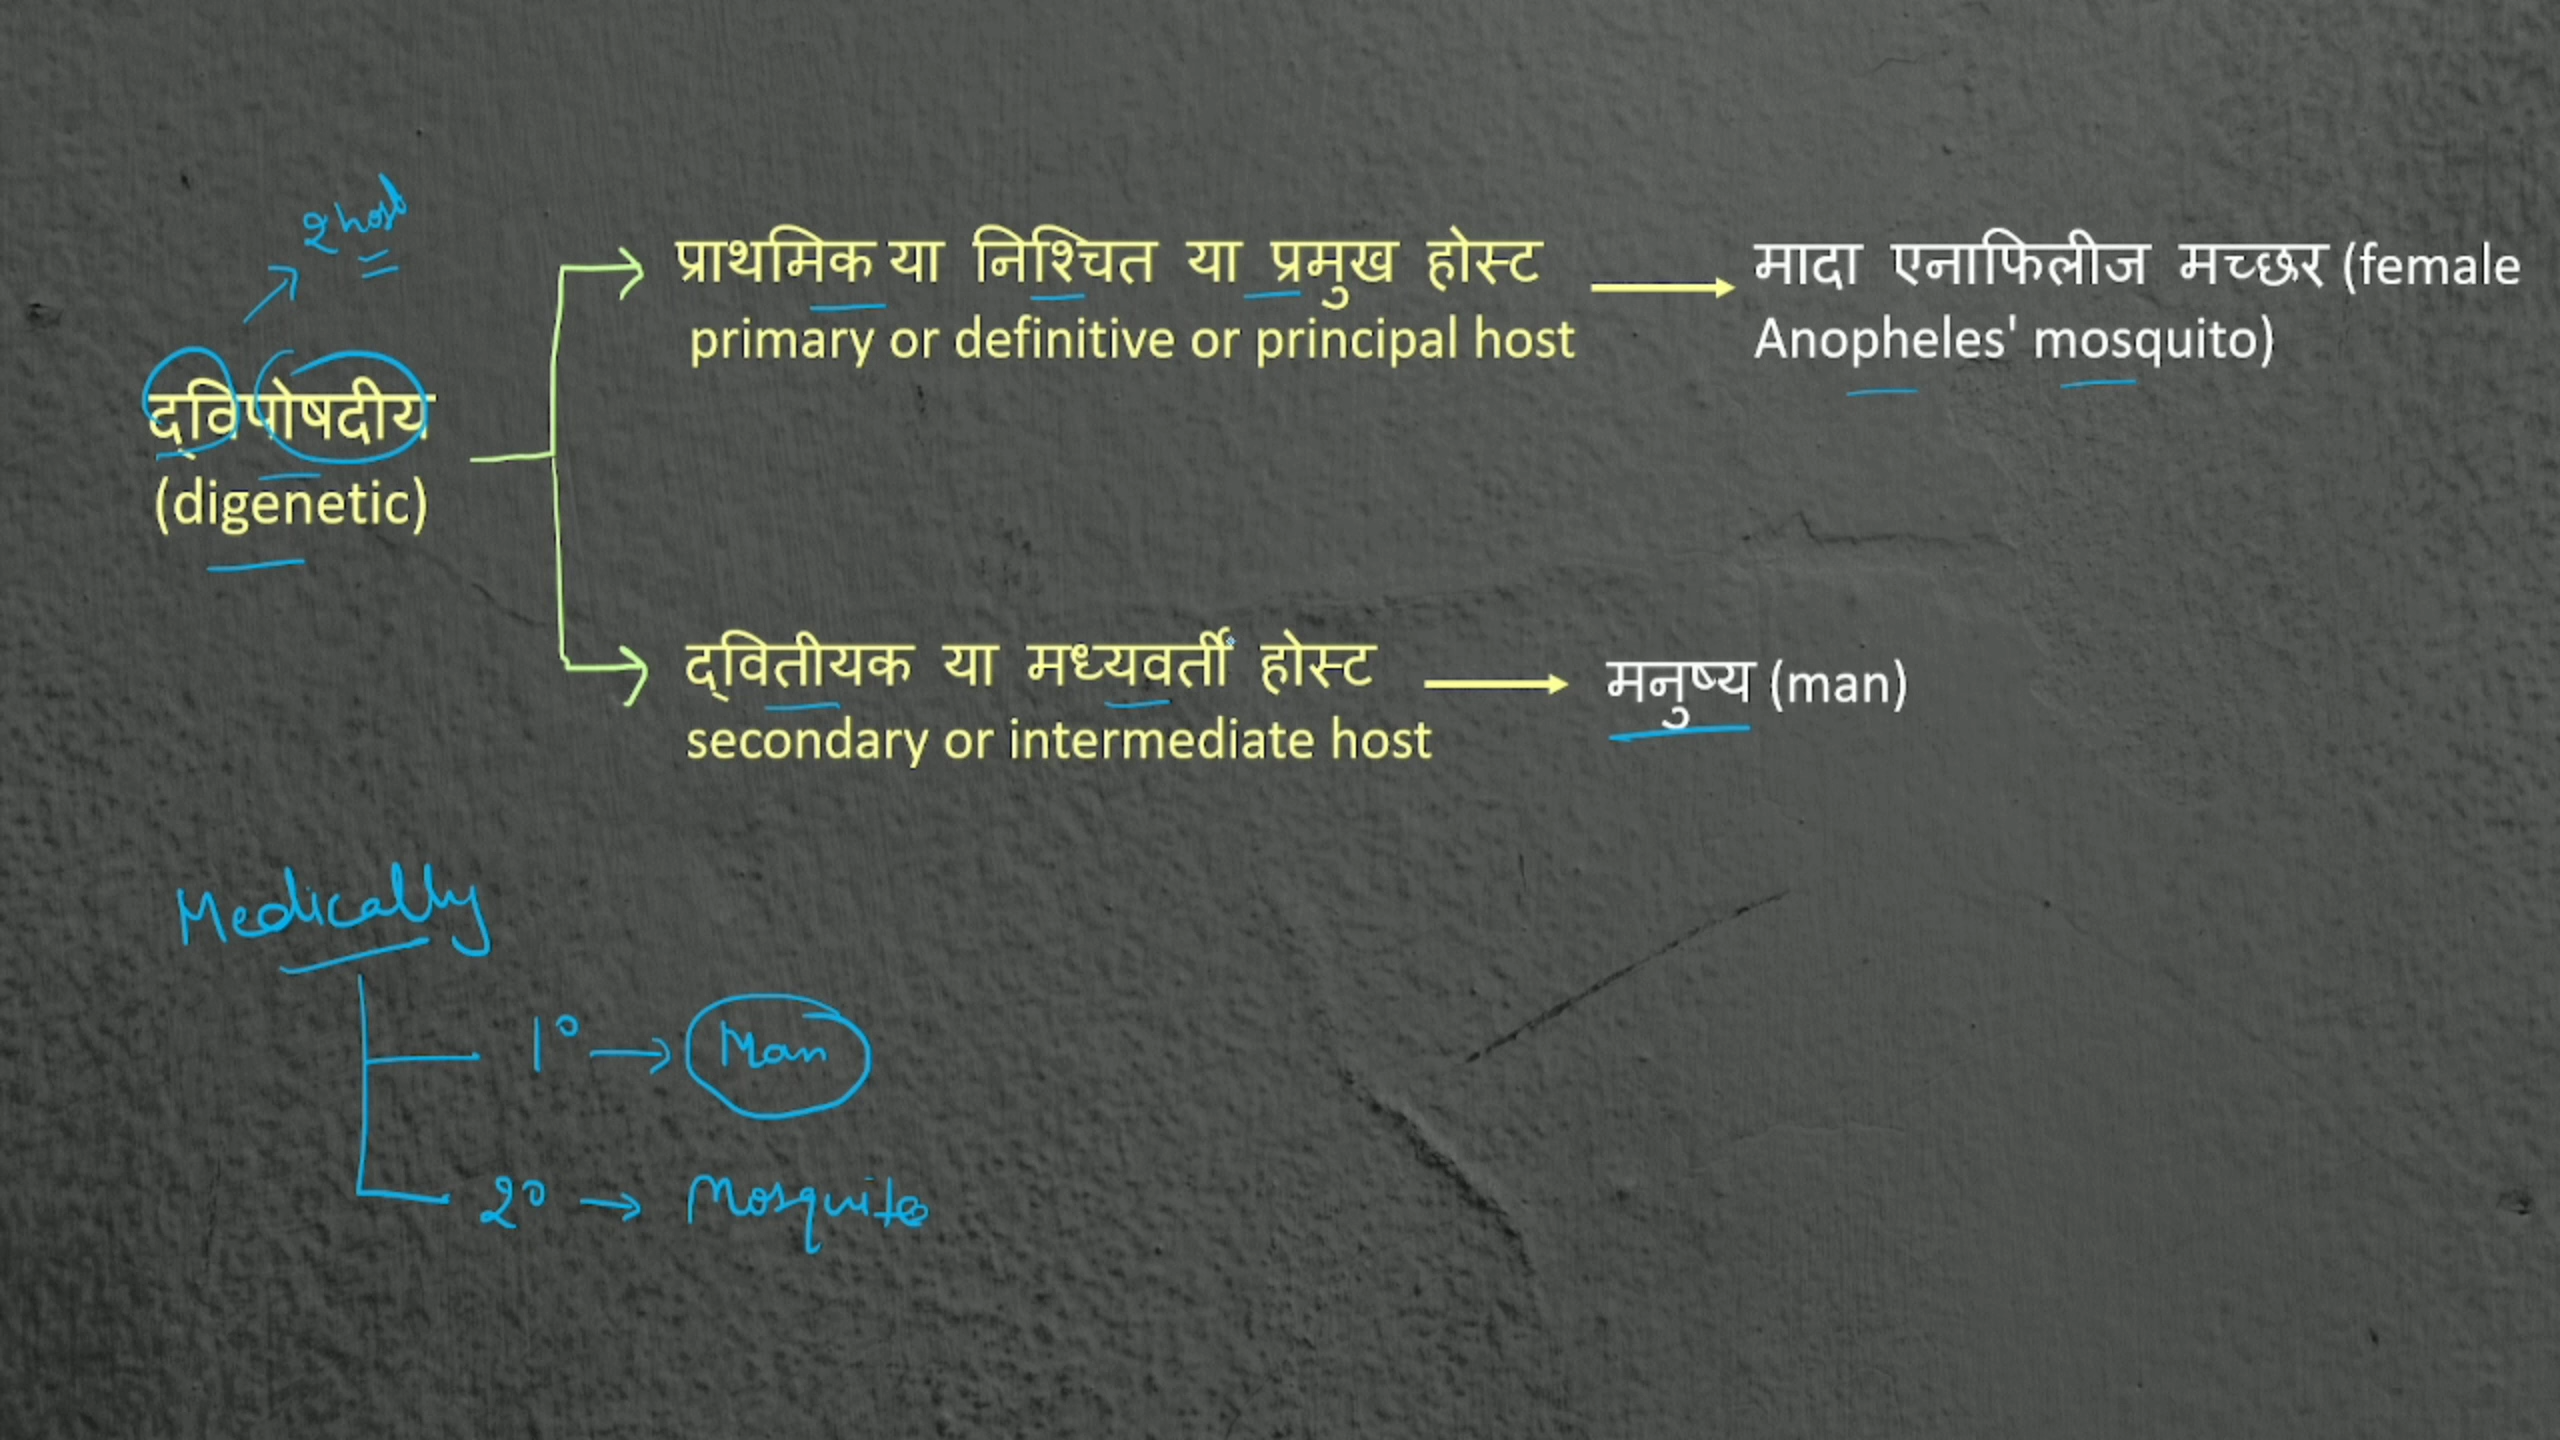 2 host
द्विपोषदीय
(digenetic)
प्राथमिक या निश्चित या प्रमुख होस्ट
primary or definitive or principal host
मादा एनाफिलीज मच्छर (female
Anopheles' mosquito)
द्वितीयक या मध्यवर्ती होस्ट
secondary or intermediate host
मनुष्य (man)
Medically
1° → Man
2° → Mosquito